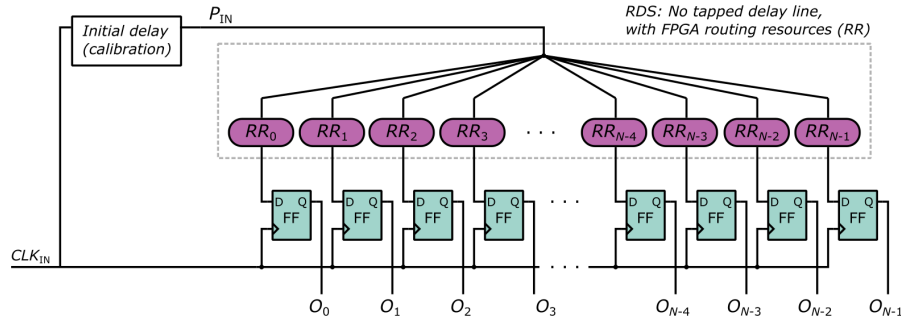 P_IN
RDS: No tapped delay line,
with FPGA routing resources (RR)
Initial delay
(calibration)
RR_0 RR_1 RR_2 RR_3 · · · RR_N-4 RR_N-3 RR_N-2 RR_N-1
D Q D Q D Q D Q · · · D Q D Q D Q D Q
FF FF FF FF FF FF FF FF
CLK_IN
· · ·
O_0 O_1 O_2 O_3 O_N-4 O_N-3 O_N-2 O_N-1